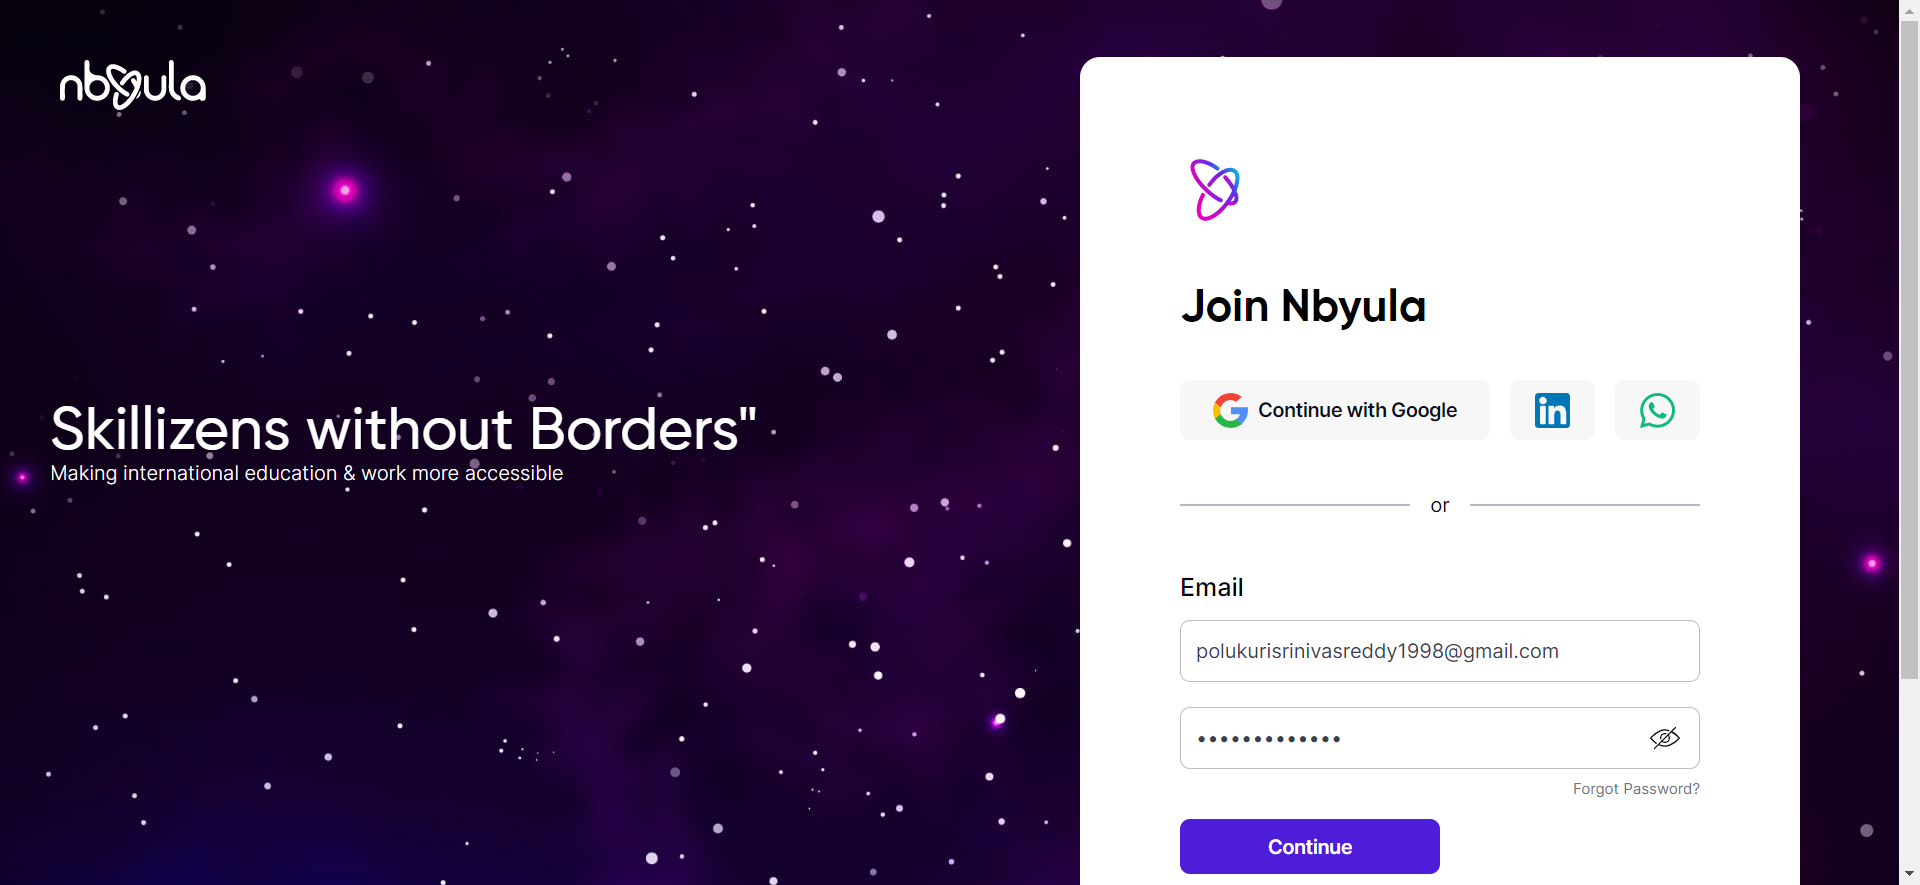 nbyula
Skillizens without Borders"
Making international education & work more accessible
Join Nbyula
Continue with Google
or
Email
polukurisrinivasreddy1998@gmail.com
•••••••••••••
Forgot Password?
Continue